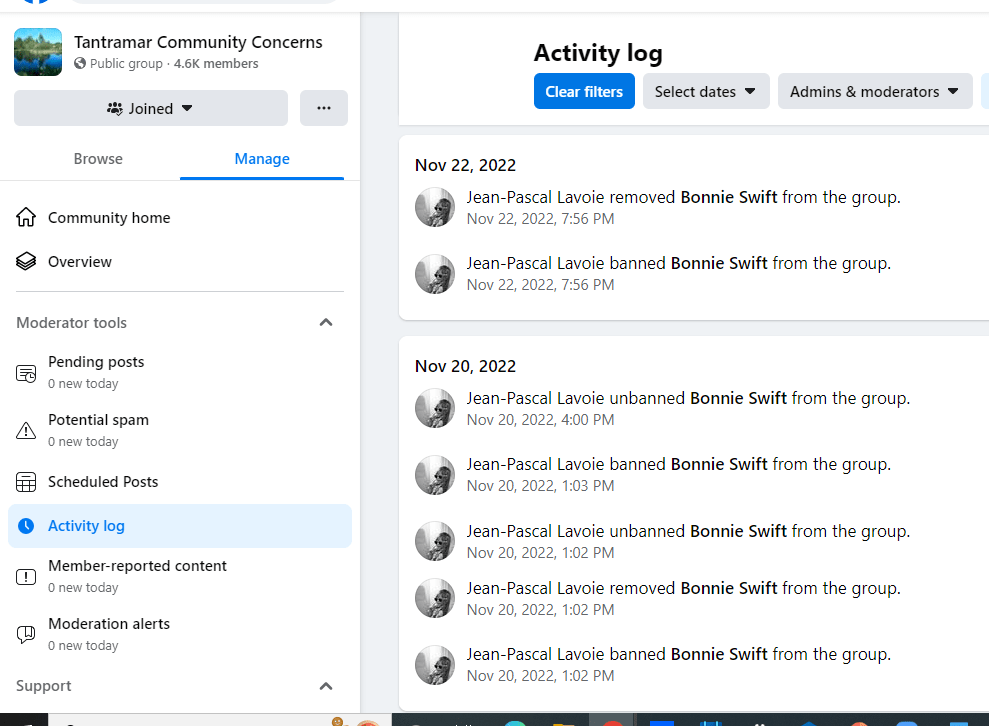 Tantramar Community Concerns
Public group · 4.6K members
Joined
Browse
Manage
Community home
Overview
Moderator tools
Pending posts
0 new today
Potential spam
0 new today
Scheduled Posts
Activity log
Member-reported content
0 new today
Moderation alerts
0 new today
Support
Activity log
Clear filters
Select dates
Admins & moderators
Nov 22, 2022
Jean-Pascal Lavoie removed Bonnie Swift from the group.
Nov 22, 2022, 7:56 PM
Jean-Pascal Lavoie banned Bonnie Swift from the group.
Nov 22, 2022, 7:56 PM
Nov 20, 2022
Jean-Pascal Lavoie unbanned Bonnie Swift from the group.
Nov 20, 2022, 4:00 PM
Jean-Pascal Lavoie banned Bonnie Swift from the group.
Nov 20, 2022, 1:03 PM
Jean-Pascal Lavoie unbanned Bonnie Swift from the group.
Nov 20, 2022, 1:02 PM
Jean-Pascal Lavoie removed Bonnie Swift from the group.
Nov 20, 2022, 1:02 PM
Jean-Pascal Lavoie banned Bonnie Swift from the group.
Nov 20, 2022, 1:02 PM